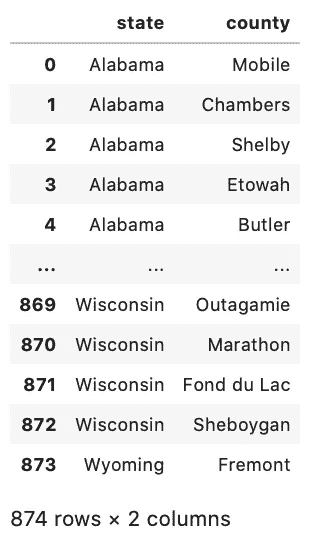 state county
0 Alabama Mobile
1 Alabama Chambers
2 Alabama Shelby
3 Alabama Etowah
4 Alabama Butler
... ... ...
869 Wisconsin Outagamie
870 Wisconsin Marathon
871 Wisconsin Fond du Lac
872 Wisconsin Sheboygan
873 Wyoming Fremont
874 rows × 2 columns